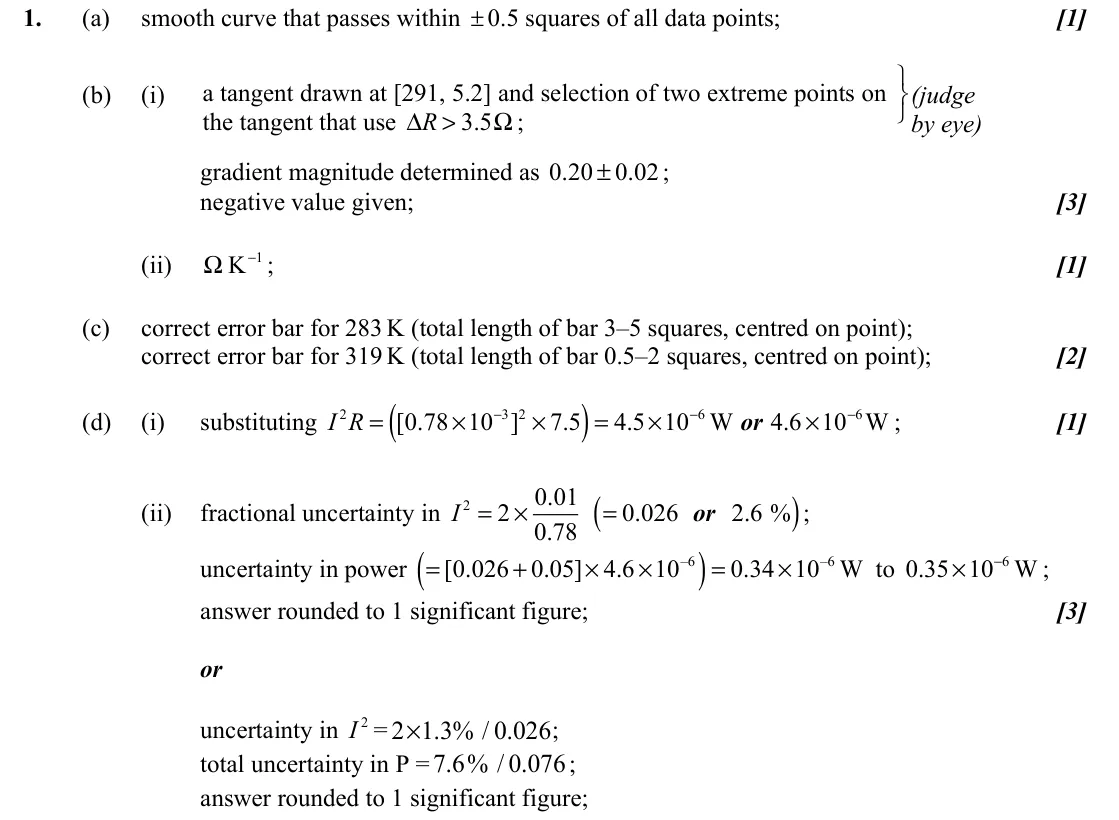 1. (a) smooth curve that passes within ±0.5 squares of all data points; [1]
(b) (i) a tangent drawn at [291, 5.2] and selection of two extreme points on } (judge
the tangent that use ΔR > 3.5Ω; by eye)
gradient magnitude determined as 0.20 ± 0.02;
negative value given; [3]
(ii) Ω K⁻¹; [1]
(c) correct error bar for 283 K (total length of bar 3–5 squares, centred on point);
correct error bar for 319 K (total length of bar 0.5–2 squares, centred on point); [2]
(d) (i) substituting I²R = ([0.78×10⁻³]² × 7.5) = 4.5×10⁻⁶ W or 4.6×10⁻⁶ W; [1]
(ii) fractional uncertainty in I² = 2 × 0.01/0.78 (= 0.026 or 2.6 %);
uncertainty in power (= [0.026 + 0.05] × 4.6×10⁻⁶) = 0.34×10⁻⁶ W to 0.35×10⁻⁶ W;
answer rounded to 1 significant figure; [3]
or
uncertainty in I² = 2×1.3% / 0.026;
total uncertainty in P = 7.6% / 0.076;
answer rounded to 1 significant figure;